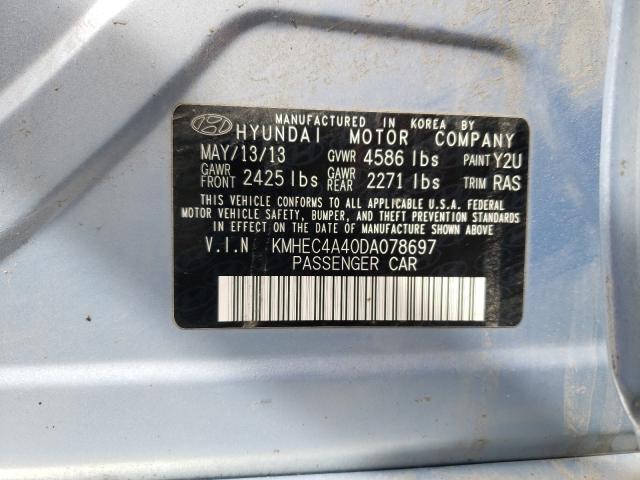 MANUFACTURED IN KOREA BY
HYUNDAI MOTOR COMPANY
MAY/13/13 GVWR 4586 lbs PAINT Y2U
GAWR FRONT 2425 lbs GAWR REAR 2271 lbs TRIM RAS
THIS VEHICLE CONFORMS TO ALL APPLICABLE U.S.A. FEDERAL
MOTOR VEHICLE SAFETY, BUMPER, AND THEFT PREVENTION STANDARDS
IN EFFECT ON THE DATE OF MANUFACTURE SHOWN ABOVE
V.I.N KMHEC4A40DA078697
PASSENGER CAR